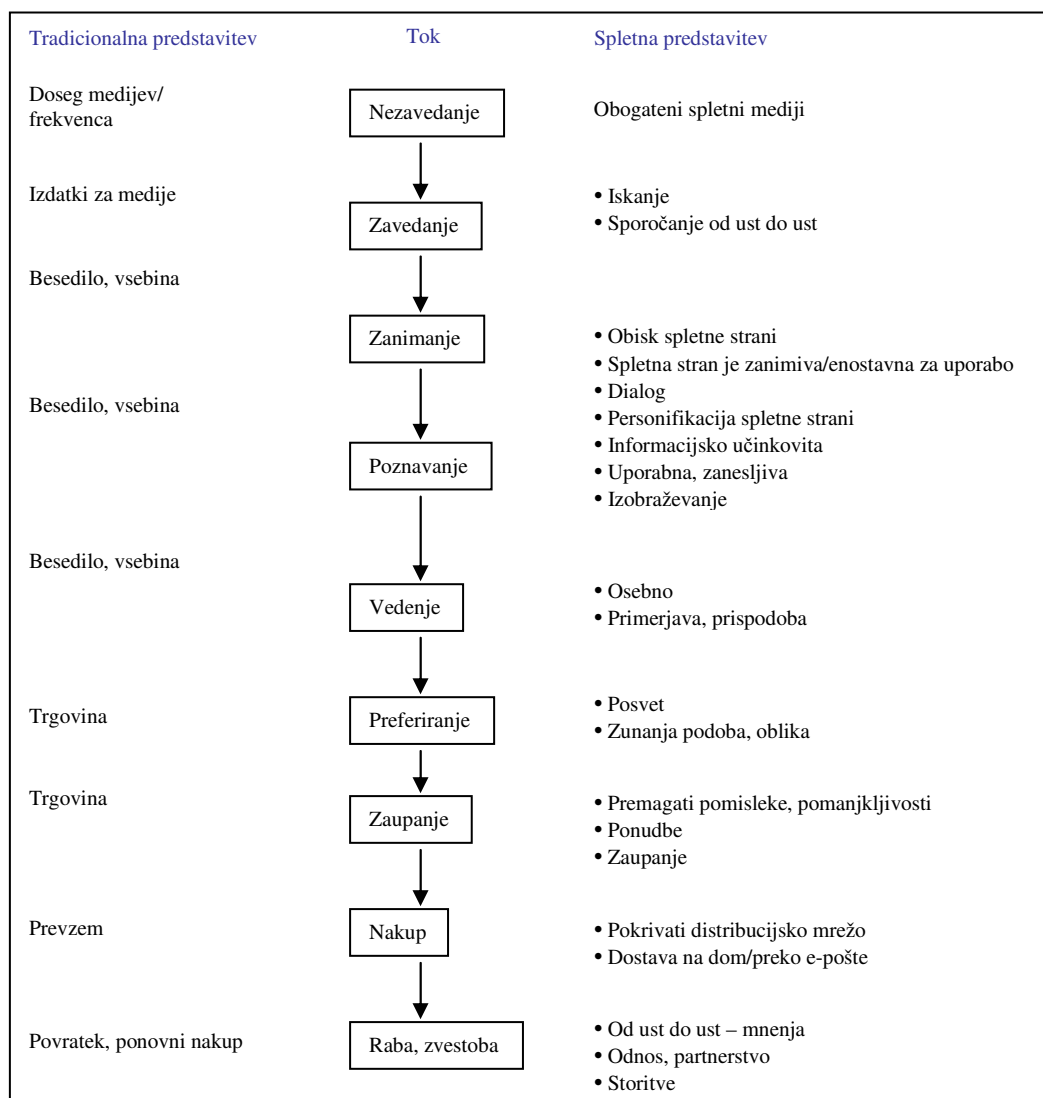 Tradicionalna predstavitev Tok Spletna predstavitev
Doseg medijev/
frekvenca
Nezavedanje
Obogateni spletni mediji
Izdatki za medije
Zavedanje
• Iskanje
• Sporočanje od ust do ust
Besedilo, vsebina
Zanimanje
• Obisk spletne strani
• Spletna stran je zanimiva/enostavna za uporabo
• Dialog
Besedilo, vsebina
• Personifikacija spletne strani
• Informacijsko učinkovita
Poznavanje
• Uporabna, zanesljiva
• Izobraževanje
Besedilo, vsebina
Vedenje
• Osebno
• Primerjava, prispodoba
Trgovina
Preferiranje
• Posvet
• Zunanja podoba, oblika
Trgovina
Zaupanje
• Premagati pomisleke, pomanjkljivosti
• Ponudbe
• Zaupanje
Prevzem
Nakup
• Pokrivati distribucijsko mrežo
• Dostava na dom/preko e-pošte
Povratek, ponovni nakup
Raba, zvestoba
• Od ust do ust – mnenja
• Odnos, partnerstvo
• Storitve